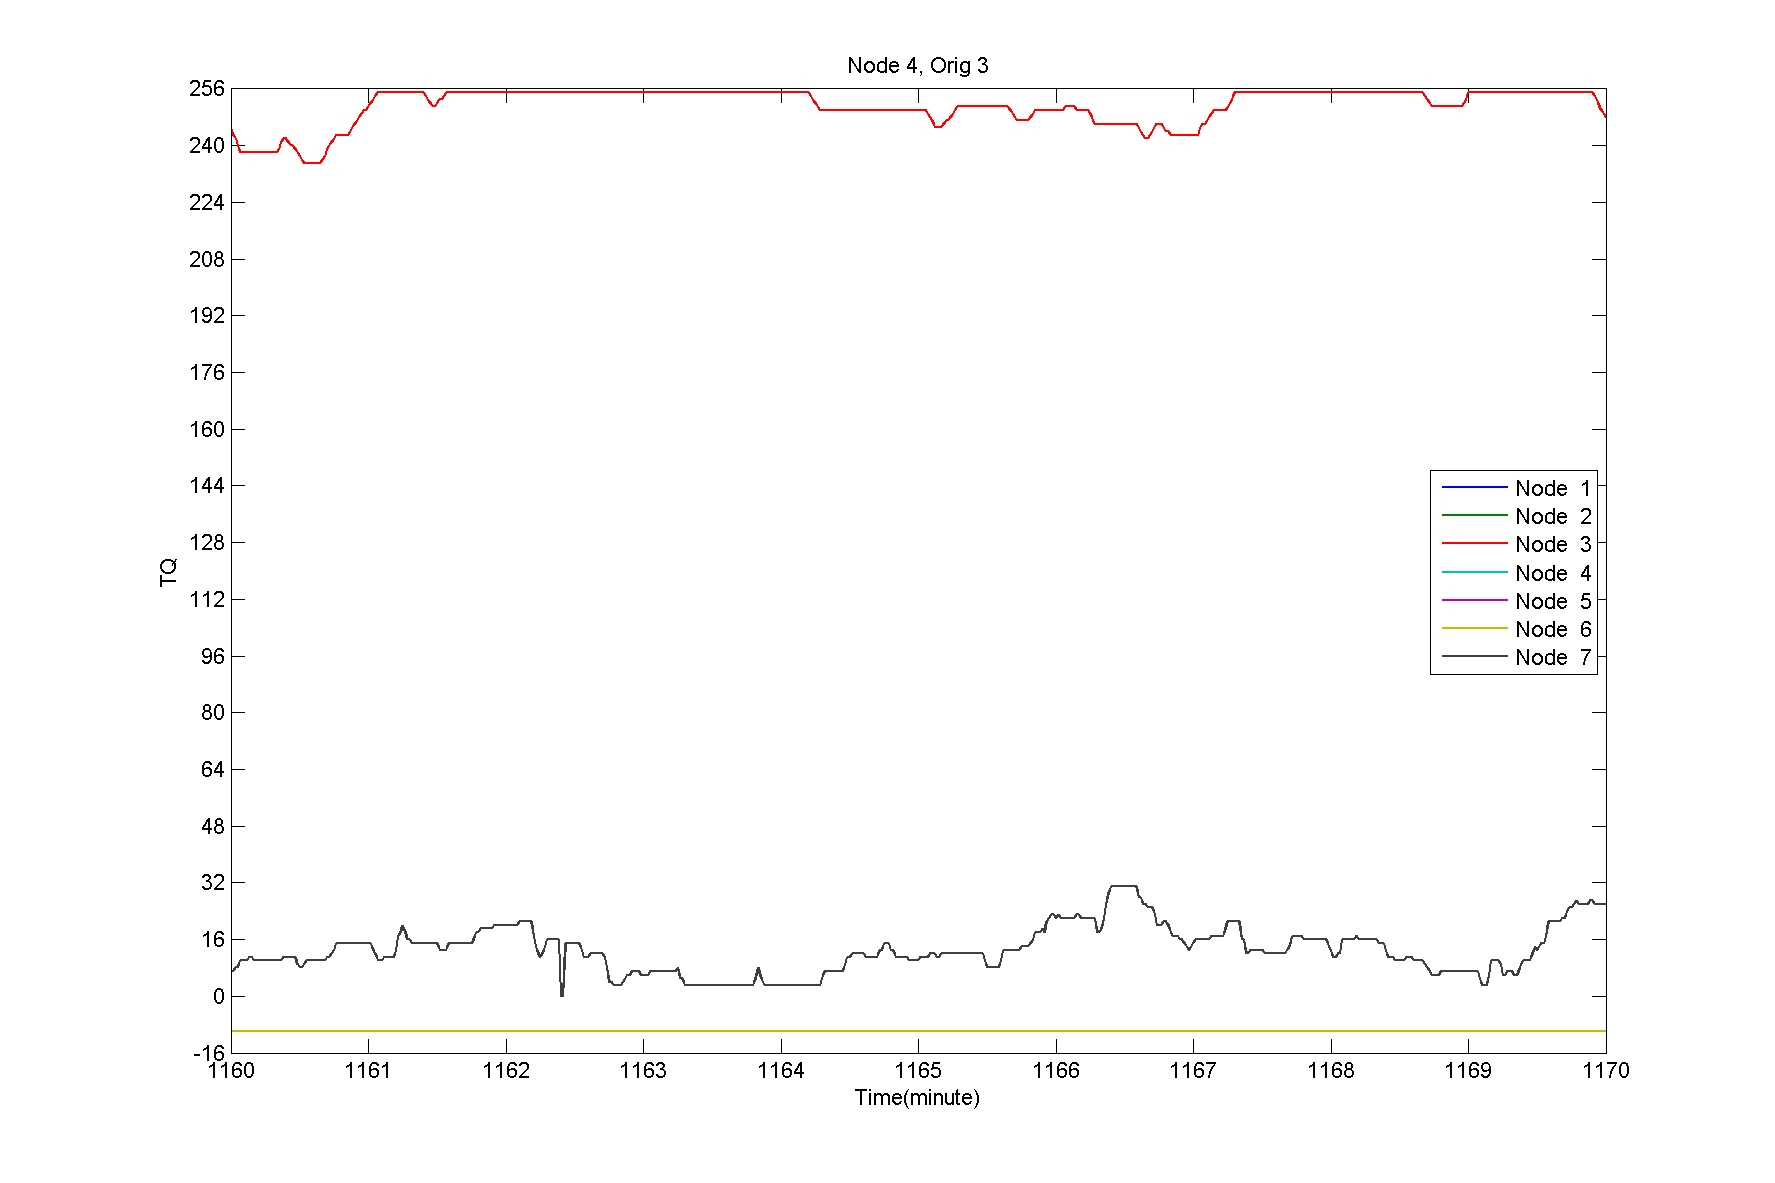 Node 4, Orig 3
256
240
224
208
192
176
160
144
128
112
96
80
64
48
32
16
0
-16
TQ
Node 1
Node 2
Node 3
Node 4
Node 5
Node 6
Node 7
1160 1161 1162 1163 1164 1165 1166 1167 1168 1169 1170
Time(minute)